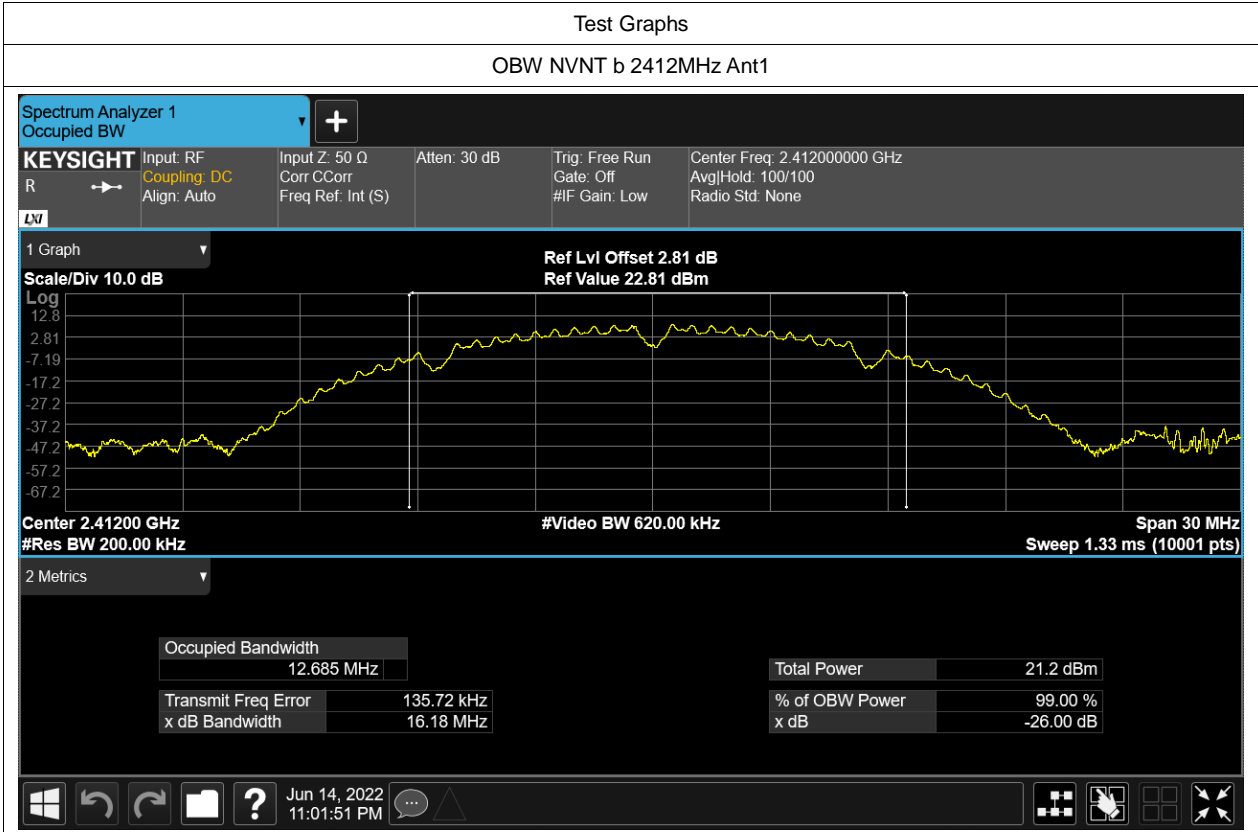 Test Graphs
OBW NVNT b 2412MHz Ant1
Spectrum Analyzer 1
Occupied BW
KEYSIGHT
R
LXI
Input: RF
Coupling: DC
Align: Auto
Input Z: 50 Ω
Corr CCorr
Freq Ref: Int (S)
Atten: 30 dB
Trig: Free Run
Gate: Off
#IF Gain: Low
Center Freq: 2.412000000 GHz
Avg|Hold: 100/100
Radio Std: None
1 Graph
Scale/Div 10.0 dB
Ref Lvl Offset 2.81 dB
Ref Value 22.81 dBm
Log
12.8
2.81
-7.19
-17.2
-27.2
-37.2
-47.2
-57.2
-67.2
Center 2.41200 GHz
#Res BW 200.00 kHz
#Video BW 620.00 kHz
Span 30 MHz
Sweep 1.33 ms (10001 pts)
2 Metrics
Occupied Bandwidth
12.685 MHz
Transmit Freq Error 135.72 kHz
x dB Bandwidth 16.18 MHz
Total Power 21.2 dBm
% of OBW Power 99.00 %
x dB -26.00 dB
?
Jun 14, 2022
11:01:51 PM